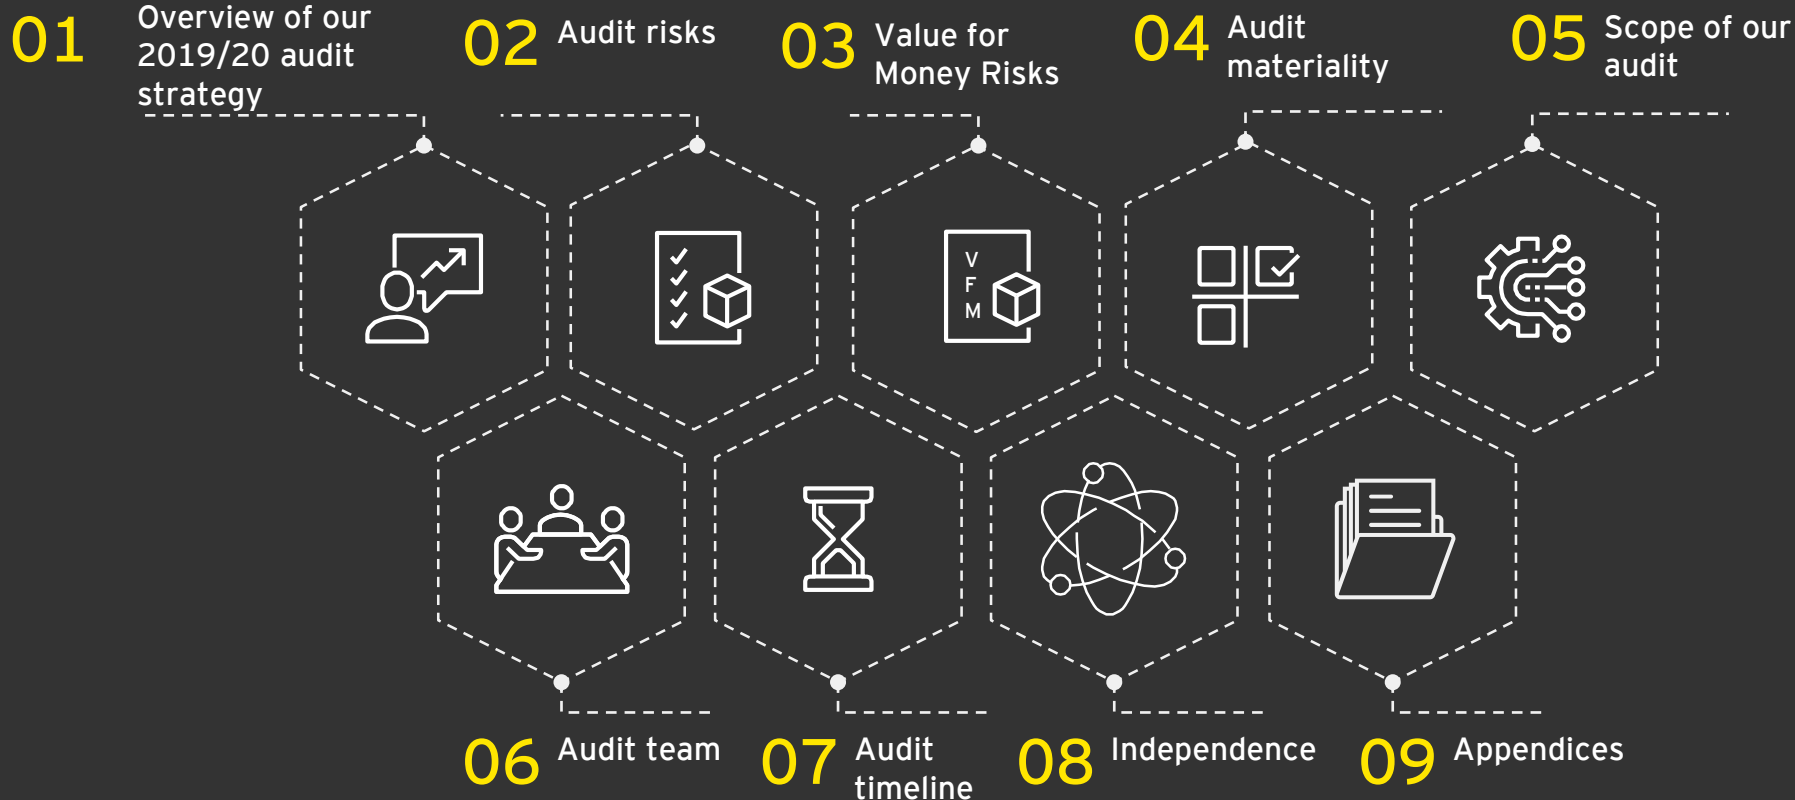 01 Overview of our
2019/20 audit
strategy
02 Audit risks
03 Value for
Money Risks
04 Audit
materiality
05 Scope of our
audit
V
F
M
06 Audit team
07 Audit
timeline
08 Independence
09 Appendices